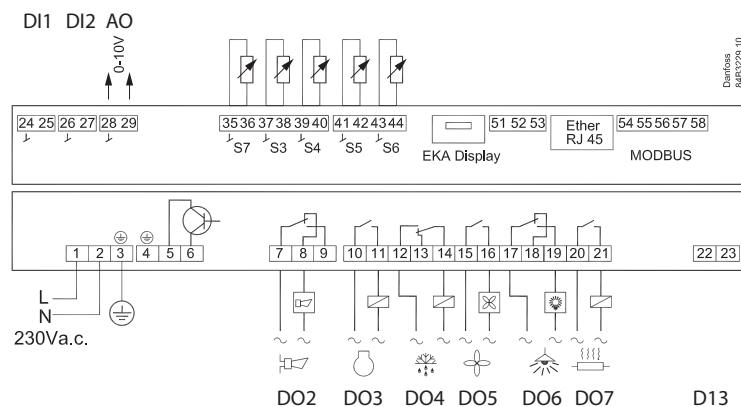 DI1 DI2 AO
0-10V
Danfoss
84B3229.10
24 25 26 27 28 29 35 36 37 38 39 40 41 42 43 44 51 52 53 Ether 54 55 56 57 58
S7 S3 S4 S5 S6 RJ 45
EKA Display MODBUS
1 2 3 4 5 6 7 8 9 10 11 12 13 14 15 16 17 18 19 20 21 22 23
L
N
230Va.c.
DO2 DO3 DO4 DO5 DO6 DO7 D13